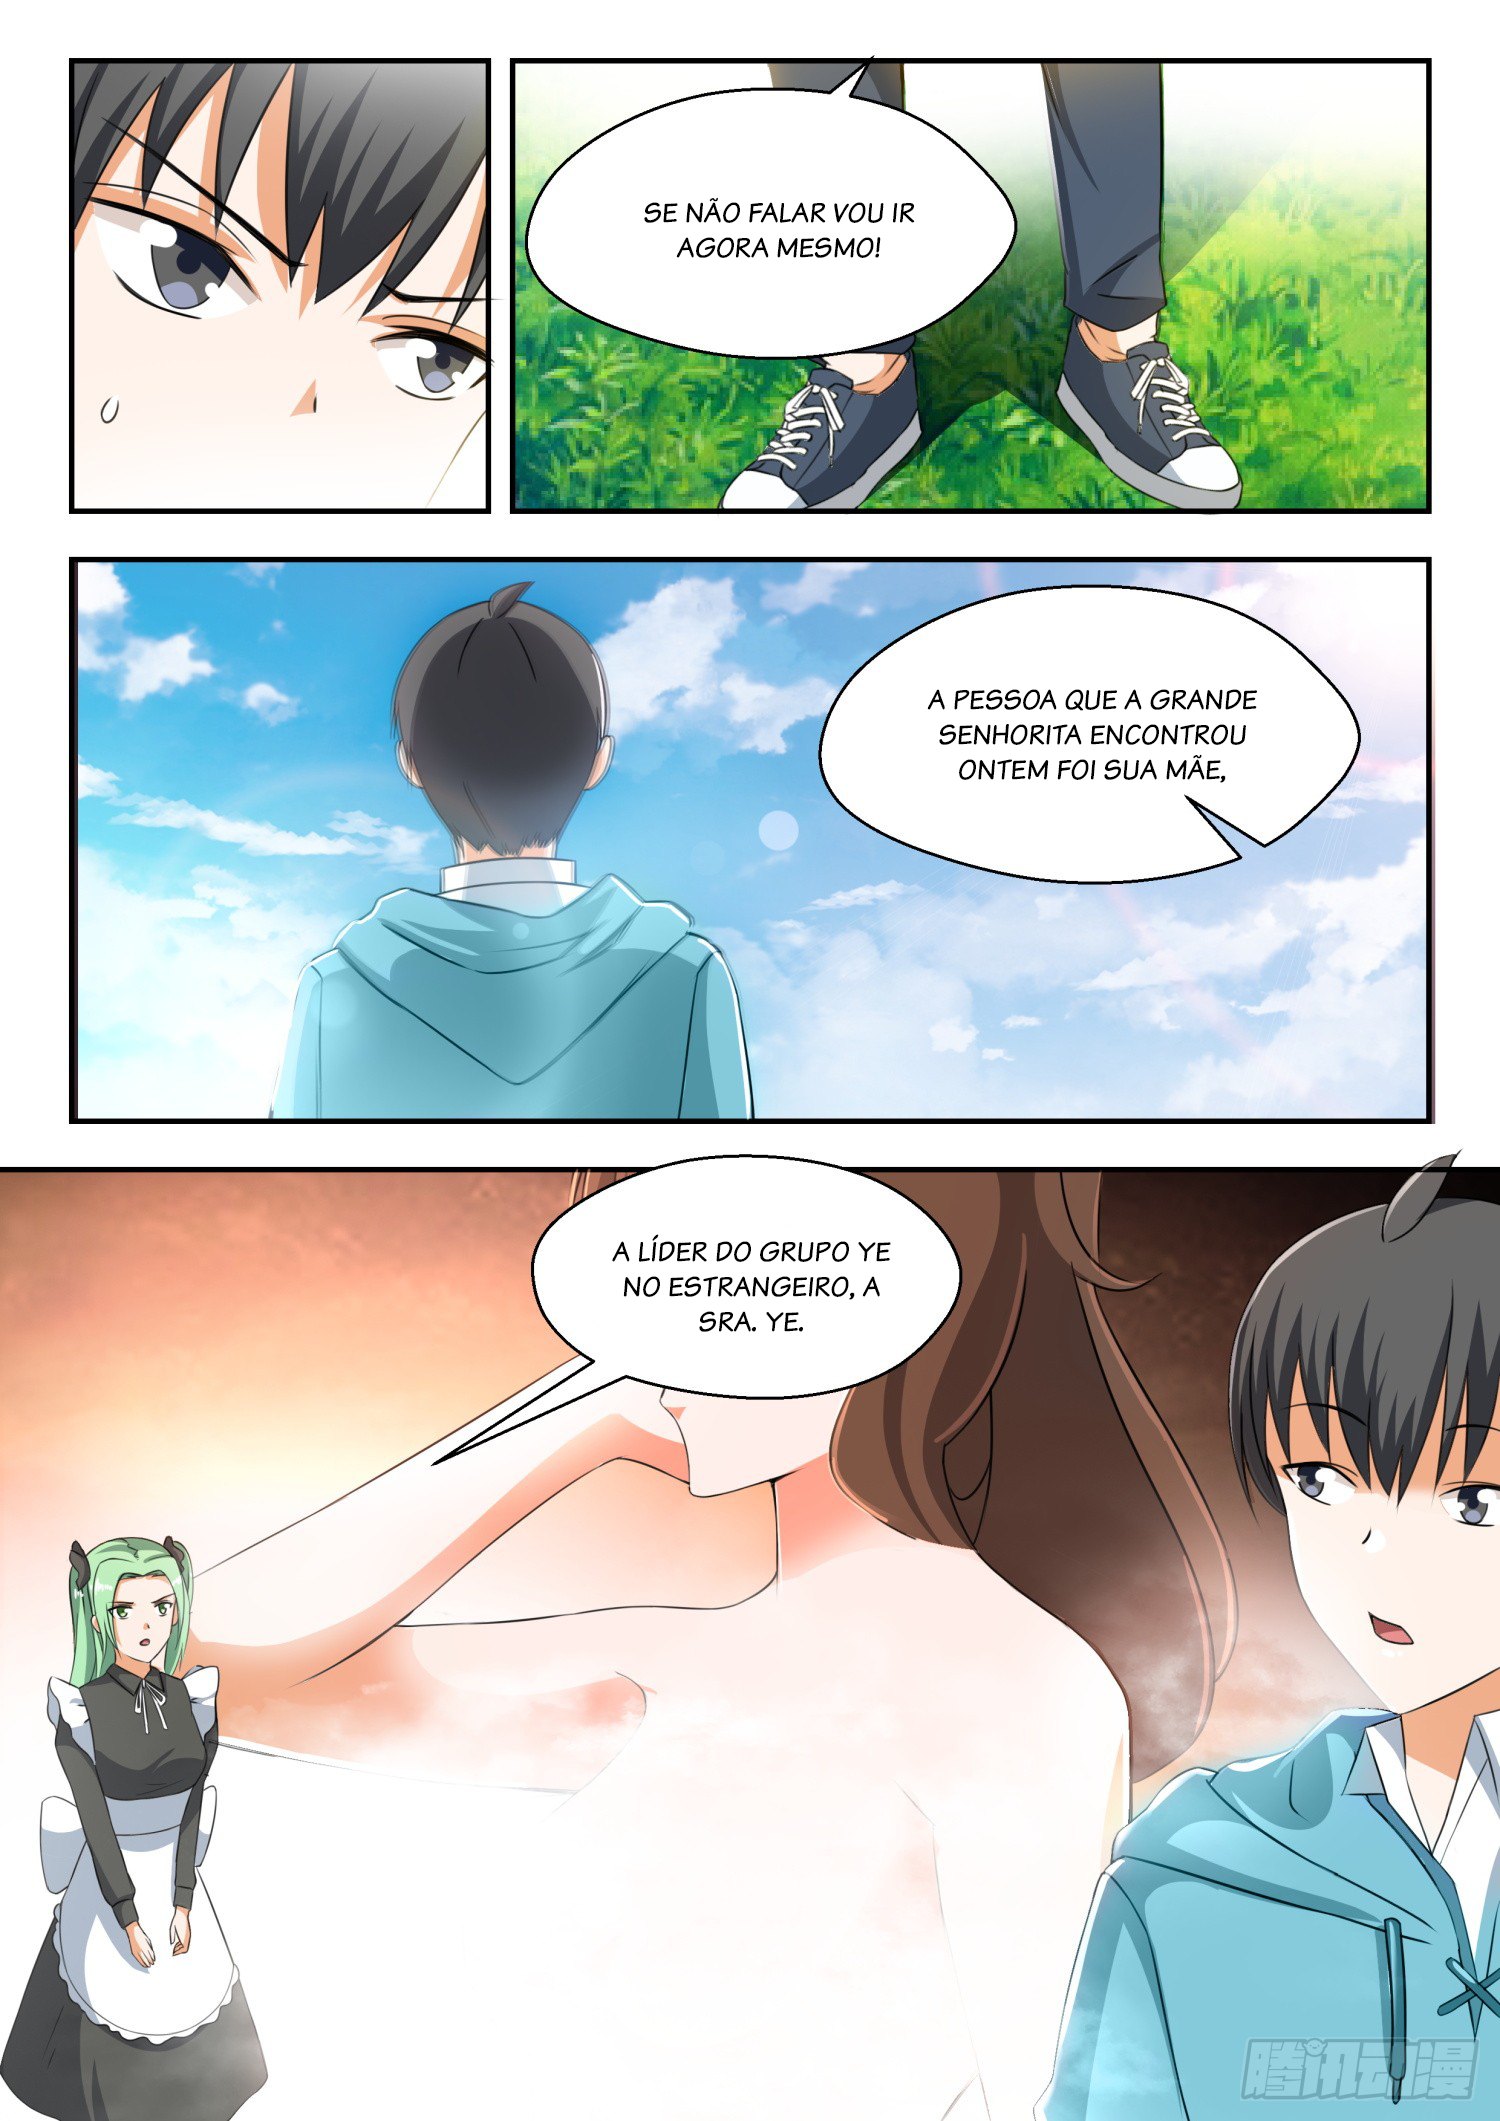 SE NÃO FALAR VOU IR
AGORA MESMO!
A PESSOA QUE A GRANDE
SENHORITA ENCONTROU
ONTEM FOI SUA MÃE,
A LÍDER DO GRUPO YE
NO ESTRANGEIRO, A
SRA. YE.
腾讯动漫